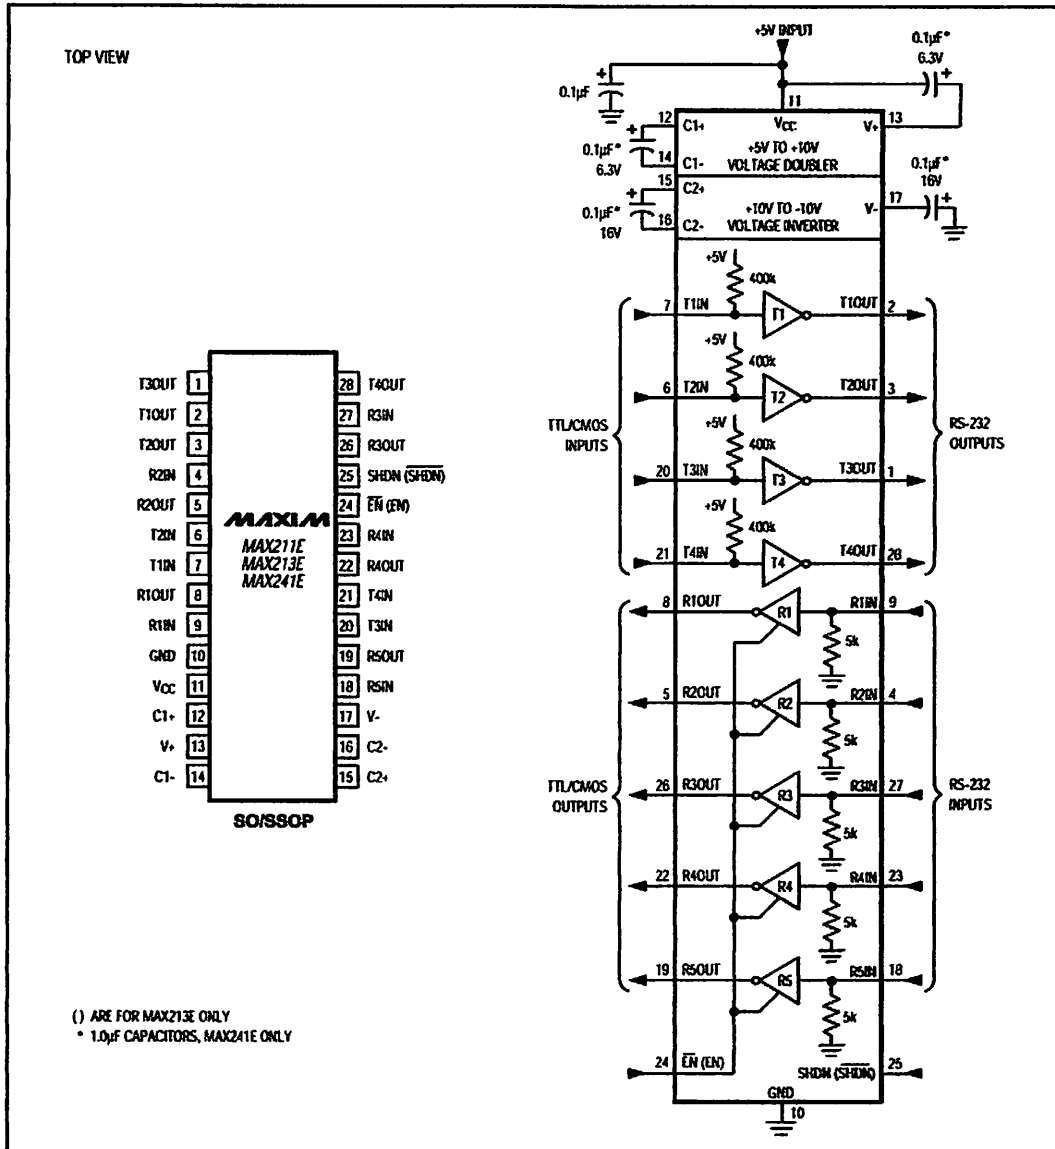 TOP VIEW
T3OUT 1
T1OUT 2
T2OUT 3
R2IN 4
R2OUT 5
T2IN 6
T1IN 7
R1OUT 8
R1IN 9
GND 10
VCC 11
C1+ 12
V+ 13
C1- 14
28 T4OUT
27 R3IN
26 R3OUT
25 SHDN (S̅H̅D̅N̅)
24 E̅N̅ (EN)
23 R4IN
22 R4OUT
21 T4IN
20 T3IN
19 R5OUT
18 R5IN
17 V-
16 C2-
15 C2+
MAXIM
MAX211E
MAX213E
MAX241E
SO/SSOP
( ) ARE FOR MAX213E ONLY
* 1.0µF CAPACITORS, MAX241E ONLY
+5V INPUT
0.1µF
0.1µF*
6.3V
11
VCC
12 C1+
0.1µF*
6.3V
14 C1-
+5V TO +10V
VOLTAGE DOUBLER
V+ 13
15 C2+
0.1µF*
16V
16 C2-
+10V TO -10V
VOLTAGE INVERTER
V- 17
0.1µF*
16V
+5V
400k
7 T1IN T1 T1OUT 2
+5V
400k
6 T2IN T2 T2OUT 3
TTL/CMOS
INPUTS
RS-232
OUTPUTS
+5V
400k
20 T3IN T3 T3OUT 1
+5V
400k
21 T4IN T4 T4OUT 28
8 R1OUT R1 R1IN 9
5k
5 R2OUT R2 R2IN 4
5k
TTL/CMOS
OUTPUTS
RS-232
INPUTS
26 R3OUT R3 R3IN 27
5k
22 R4OUT R4 R4IN 23
5k
19 R5OUT R5 R5IN 18
5k
24 E̅N̅ (EN)
SHDN (S̅H̅D̅N̅) 25
GND
10